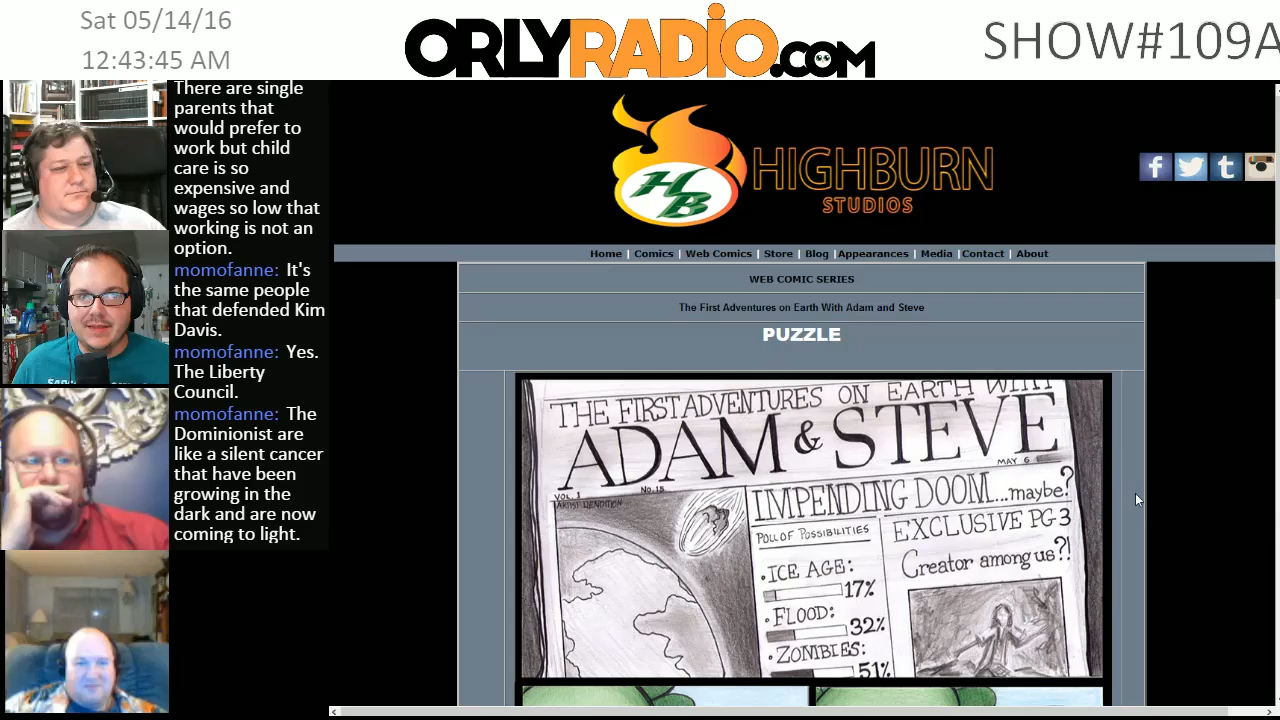 Sat 05/14/16
12:43:45 AM
ORLYRADIO.COM
SHOW#109A
There are single
parents that
would prefer to
work but child
care is so
expensive and
wages so low that
working is not an
option.
momofanne: It's
the same people
that defended Kim
Davis.
momofanne: Yes.
The Liberty
Council.
momofanne: The
Dominionist are
like a silent cancer
that have been
growing in the
dark and are now
coming to light.
HB
HIGHBURN
STUDIOS
Home | Comics | Web Comics | Store | Blog | Appearances | Media | Contact | About
WEB COMIC SERIES
The First Adventures on Earth With Adam and Steve
PUZZLE
THE FIRST ADVENTURES ON EARTH WITH
ADAM & STEVE
VOL. 1
No. 15
MAY 6
ARTIST RENDITION
IMPENDING DOOM...maybe?
POLL OF POSSIBILITIES
• ICE AGE:
17%
• FLOOD:
32%
• ZOMBIES:
51%
EXCLUSIVE PG 3
Creator among us?!